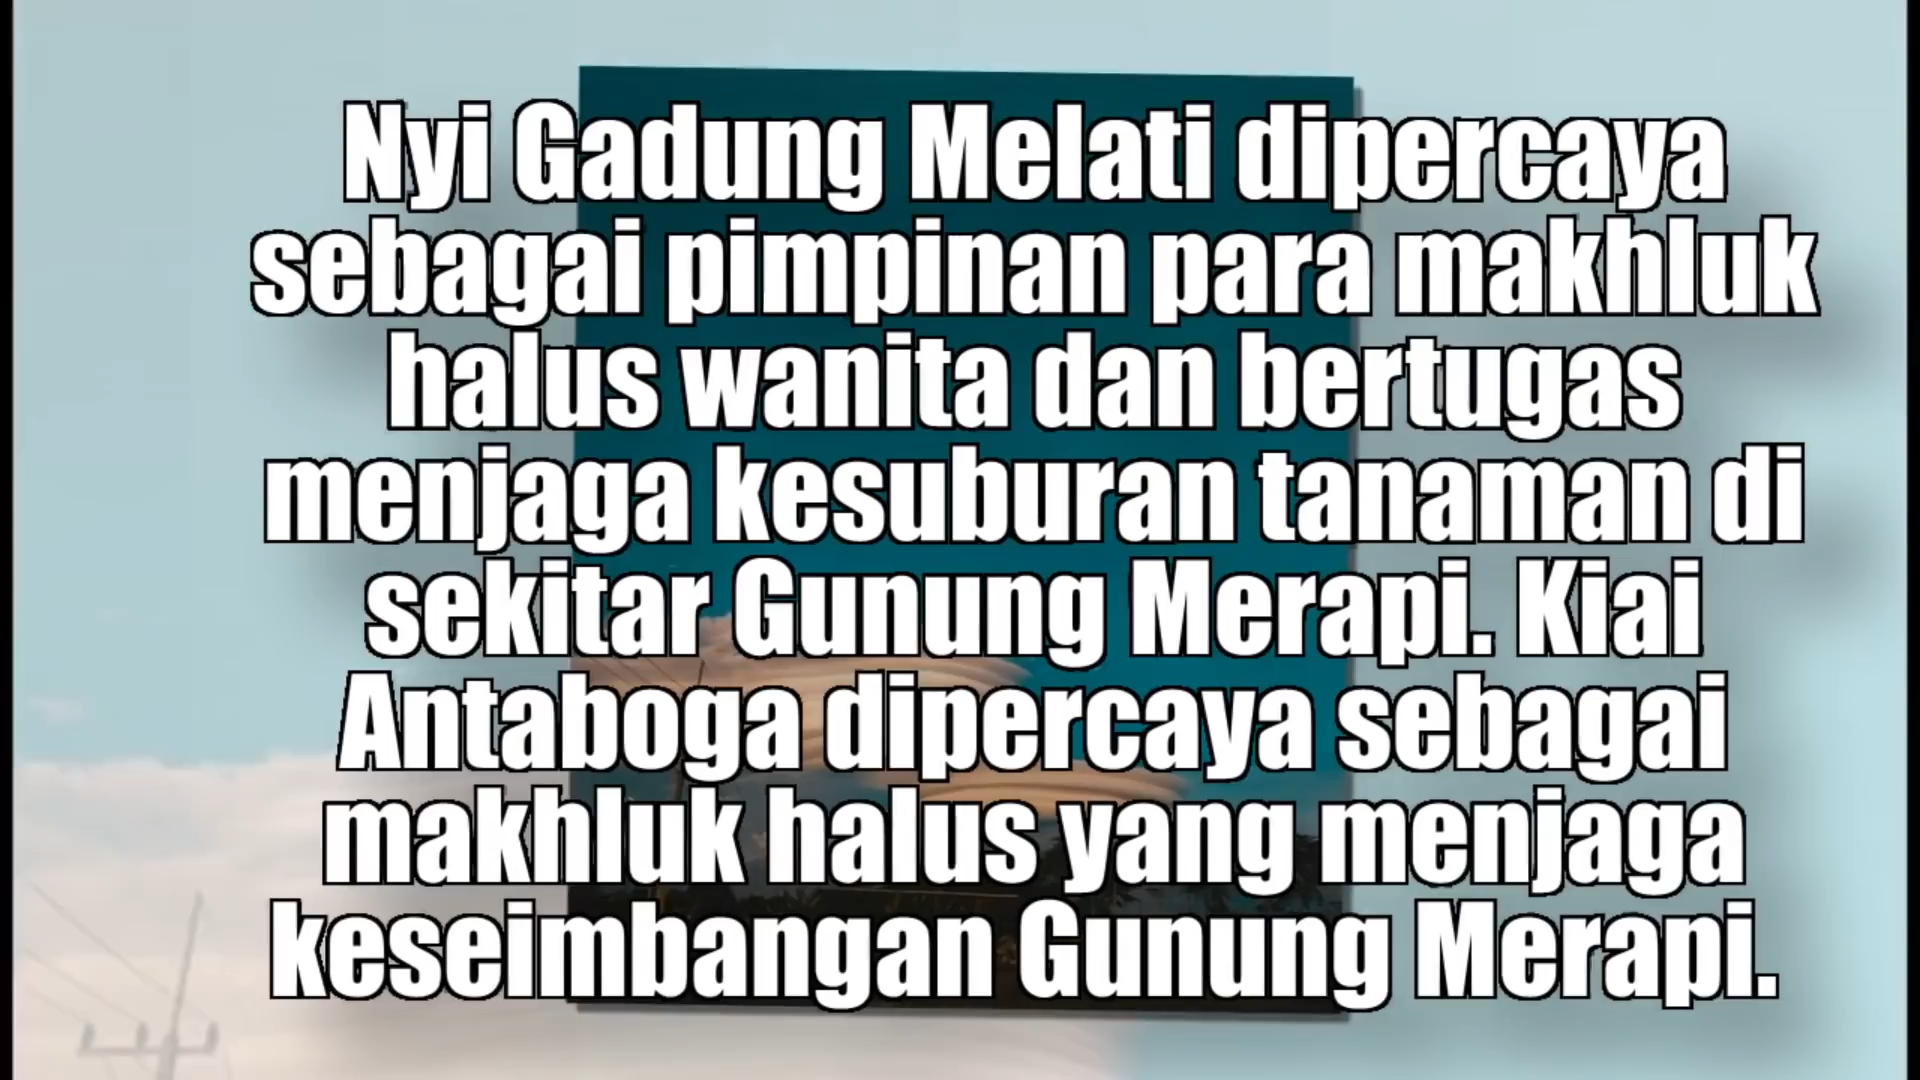 Nyi Gadung Melati dipercaya
sebagai pimpinan para makhluk
halus wanita dan bertugas
menjaga kesuburan tanaman di
sekitar Gunung Merapi. Kiai
Antaboga dipercaya sebagai
makhluk halus yang menjaga
keseimbangan Gunung Merapi.